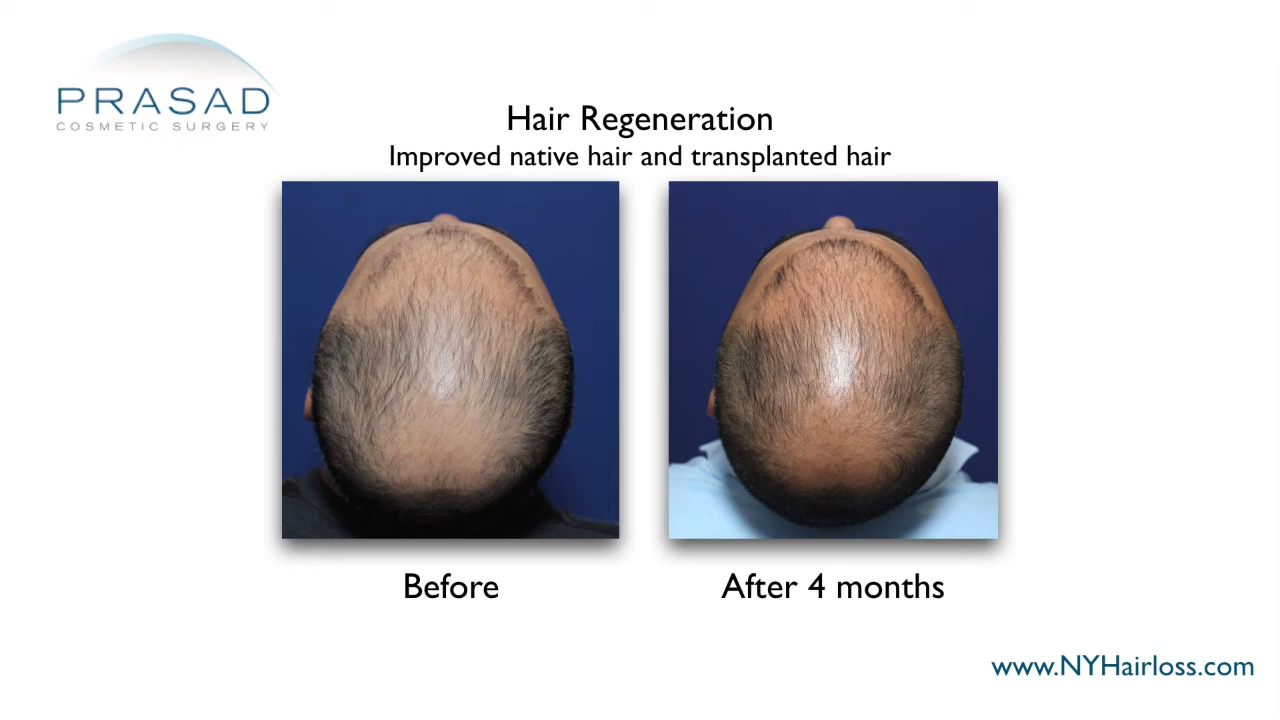 PRASAD
COSMETIC SURGERY
Hair Regeneration
Improved native hair and transplanted hair
Before
After 4 months
www.NYHairloss.com